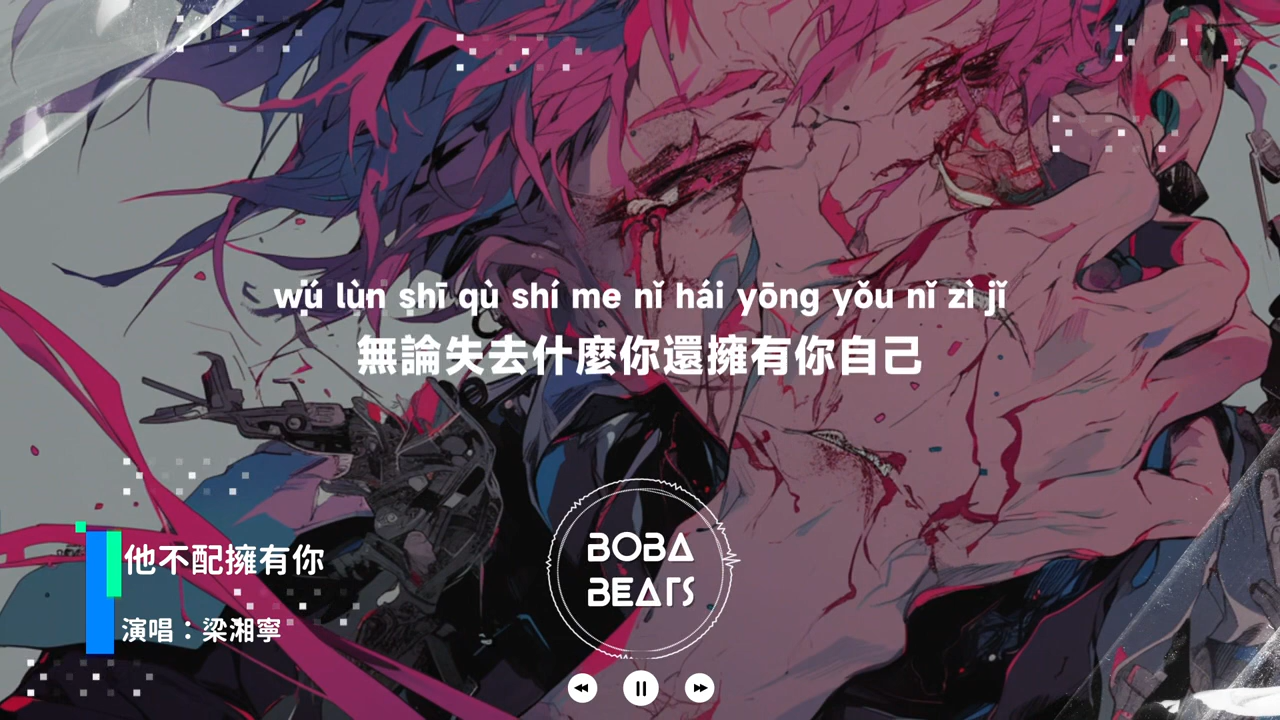 wǘ lùn shī qù shí me nǐ hái yōng yǒu nǐ zì jǐ
無論失去什麼你還擁有你自己
BOBA
BEATS
他不配擁有你
演唱：梁湘寧